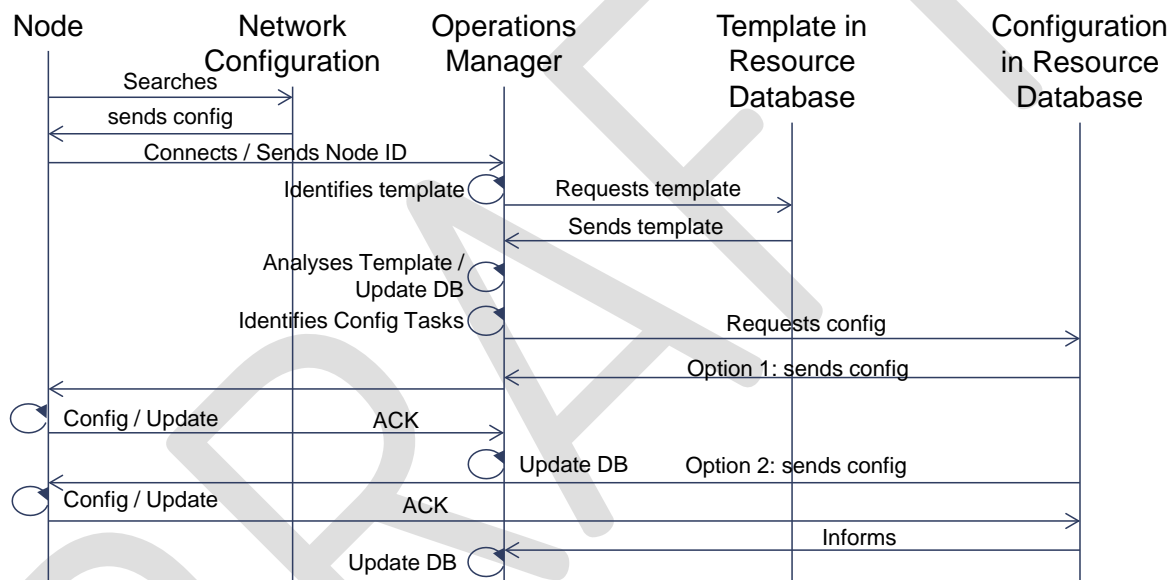 Node
Network
Configuration
Operations
Manager
Template in
Resource
Database
Configuration
in Resource
Database
Searches
sends config
Connects / Sends Node ID
Identifies template
Requests template
Sends template
Analyses Template /
Update DB
Identifies Config Tasks
Requests config
Option 1: sends config
Config / Update
ACK
Update DB
Option 2: sends config
Config / Update
ACK
Informs
Update DB
DRAFT